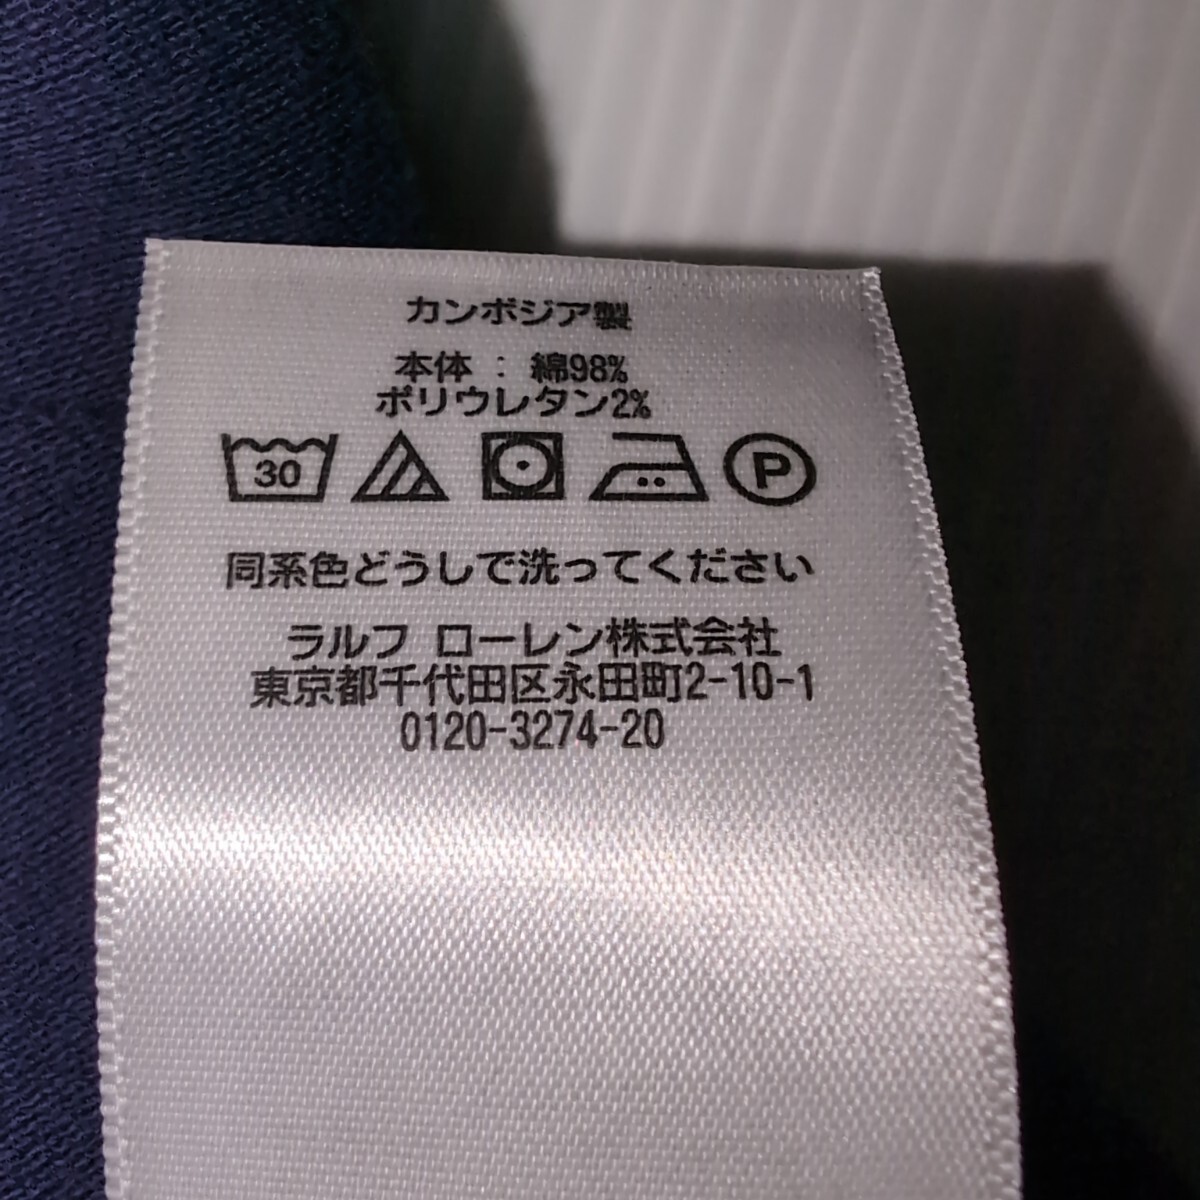 カンボジア製
本体 : 綿98%
ポリウレタン2%
30 P
同系色どうしで洗ってください
ラルフ ローレン株式会社
東京都千代田区永田町2-10-1
0120-3274-20